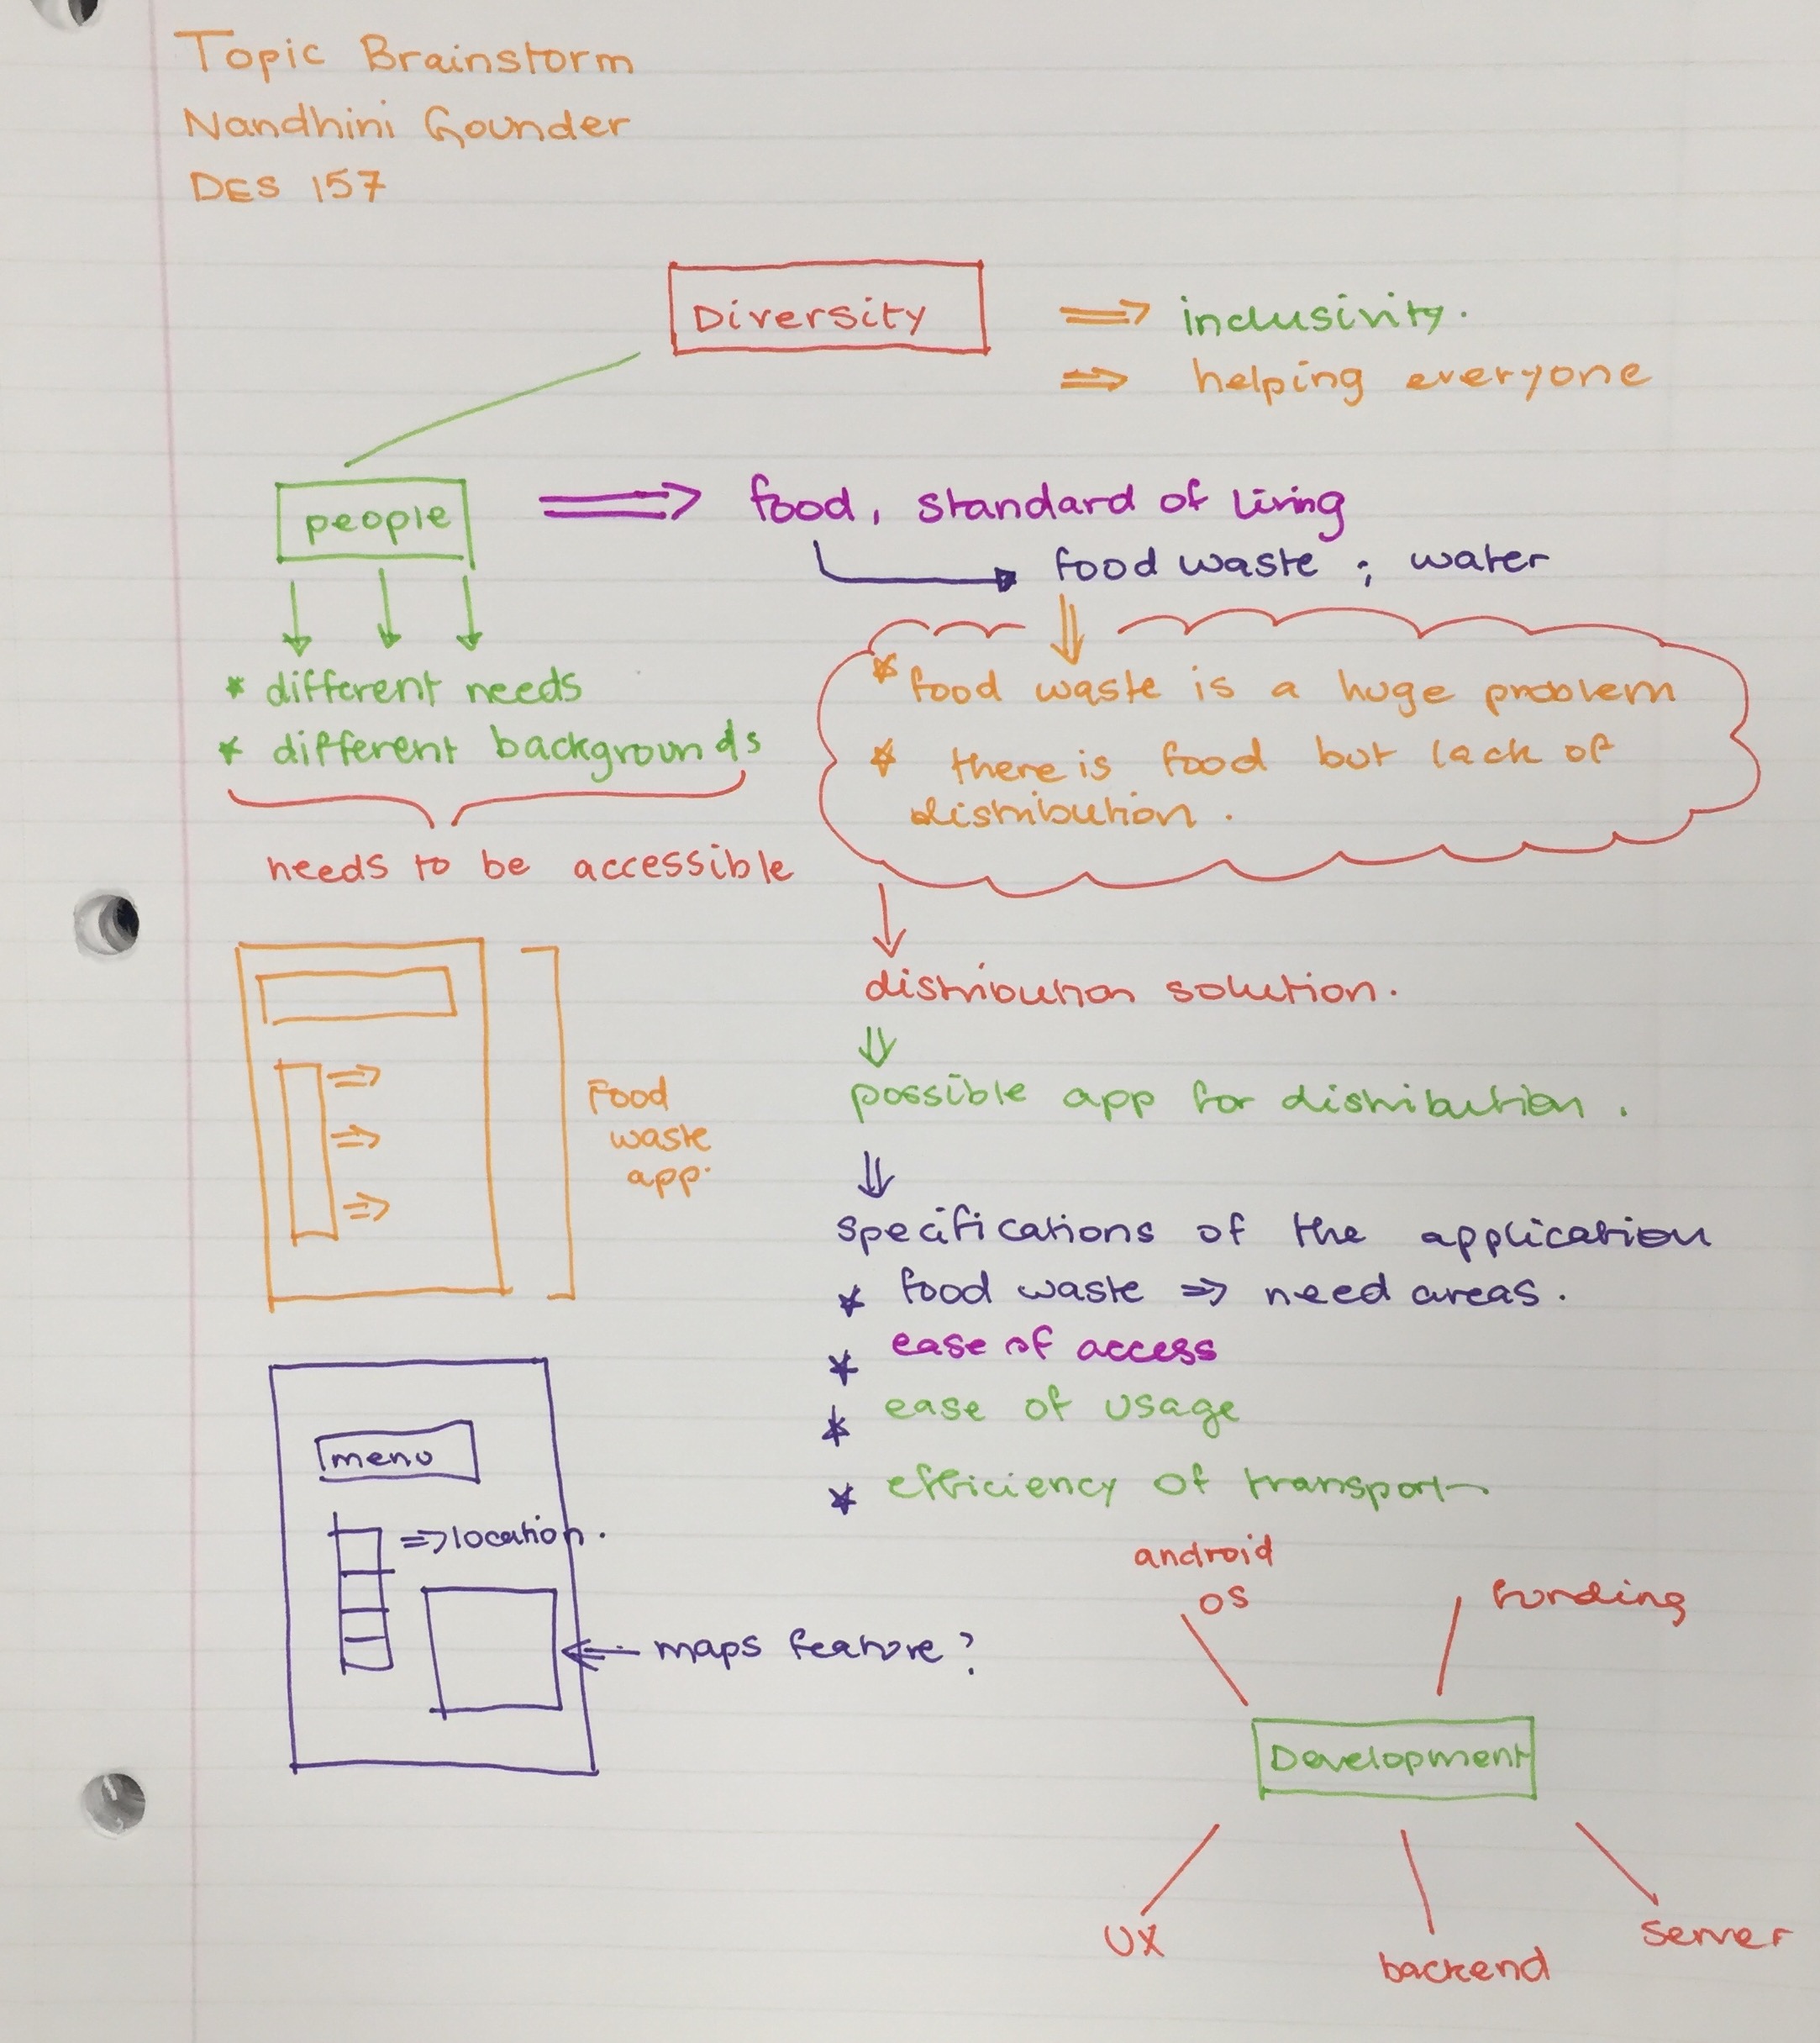 Topic Brainstorm
Nandhini Gounder
DES 157
Diversity
⇒ inclusivity.
⇒ helping everyone
people ⇒ food, standard of living
food waste ; water
* different needs
* different backgrounds
needs to be accessible
* food waste is a huge problem
* there is food but lack of
distribution.
distribution solution.
possible app for distribution.
specifications of the application
* food waste ⇒ need areas.
* ease of access
* ease of usage
* efficiency of transport
Food
waste
app.
menu
⇒ location.
maps feature?
android
OS
funding
Development
UX
backend
server